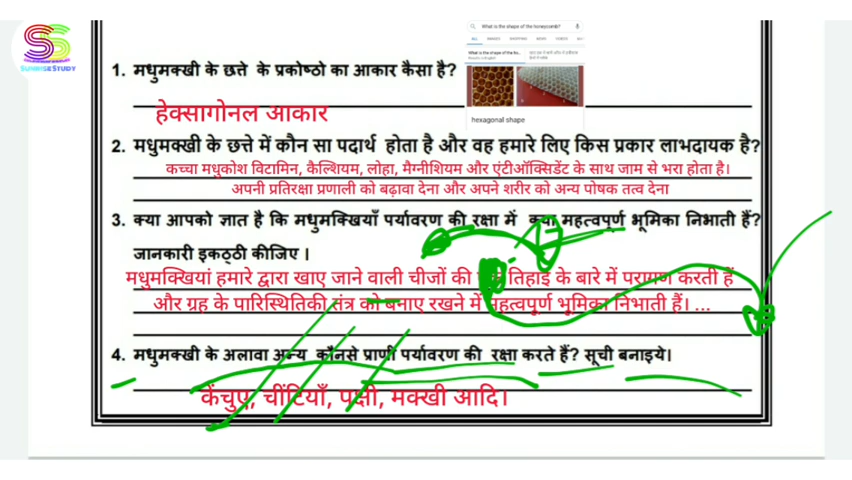 What is the shape of the honeycomb?
SUNRISESTUDY
1. मधुमक्खी के छत्ते के प्रकोष्ठो का आकार कैसा है?
हेक्सागोनल आकार
hexagonal shape
2. मधुमक्खी के छत्ते में कौन सा पदार्थ होता है और वह हमारे लिए किस प्रकार लाभदायक है?
कच्चा मधुकोश विटामिन, कैल्शियम, लोहा, मैग्नीशियम और एंटीऑक्सिडेंट के साथ जाम से भरा होता है।
अपनी प्रतिरक्षा प्रणाली को बढ़ावा देना और अपने शरीर को अन्य पोषक तत्व देना
3. क्या आपको ज्ञात है कि मधुमक्खियाँ पर्यावरण की रक्षा में क्या महत्वपूर्ण भूमिका निभाती हैं?
जानकारी इकठ्ठी कीजिए ।
मधुमक्खियां हमारे द्वारा खाए जाने वाली चीजों की तिहाई के बारे में परागण करती हैं
और ग्रह के पारिस्थितिकी तंत्र को बनाए रखने में महत्वपूर्ण भूमिका निभाती हैं। ...
4. मधुमक्खी के अलावा अन्य कौनसे प्राणी पर्यावरण की रक्षा करते हैं? सूची बनाइये।
केंचुए, चींटियाँ, पक्षी, मक्खी आदि।